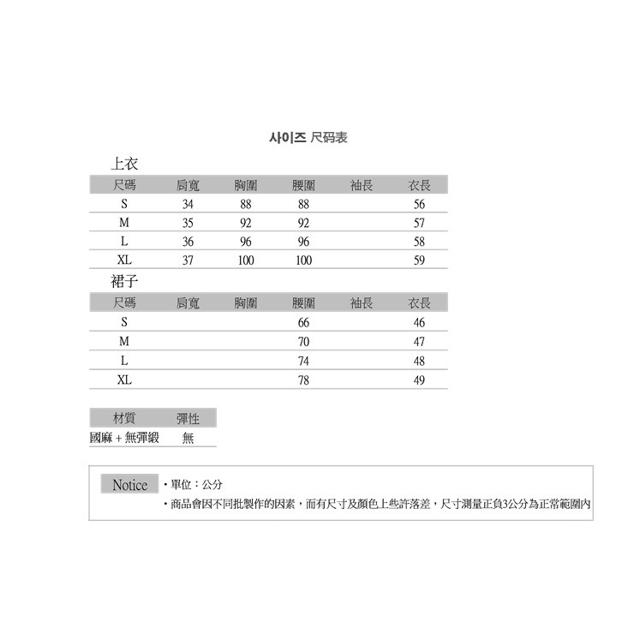 사이즈 尺码表
上衣
尺碼 肩寬 胸圍 腰圍 袖長 衣長
S 34 88 88 56
M 35 92 92 57
L 36 96 96 58
XL 37 100 100 59
裙子
尺碼 肩寬 胸圍 腰圍 袖長 衣長
S 66 46
M 70 47
L 74 48
XL 78 49
材質 彈性
國麻 + 無彈緞 無
Notice ・單位：公分
・商品會因不同批製作的因素，而有尺寸及顏色上些許落差，尺寸測量正負3公分為正常範圍內